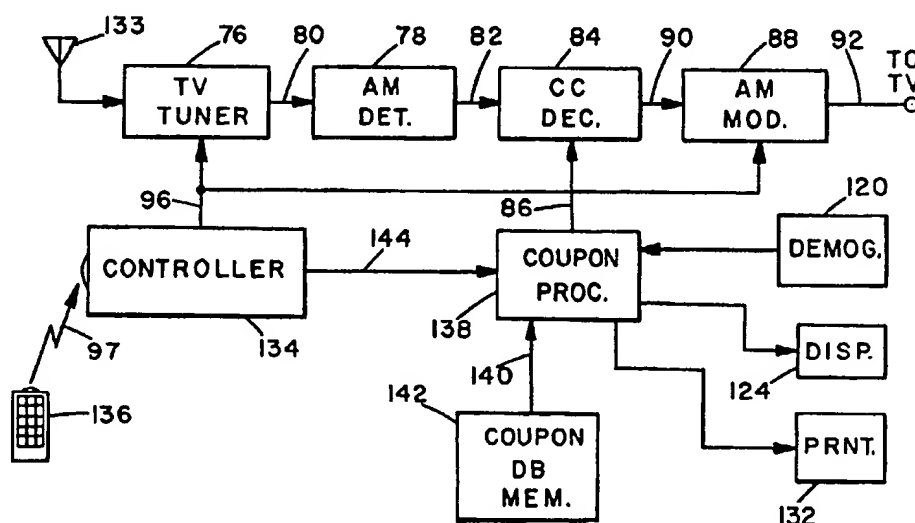 133
76
80
78
82
84
90
88
92
TO
TV
TV
TUNER
AM
DET.
CC
DEC.
AM
MOD.
96
86
120
144
CONTROLLER
COUPON
PROC.
DEMOG.
97
134
138
DISP.
124
140
136
142
COUPON
DB
MEM.
PRNT.
132